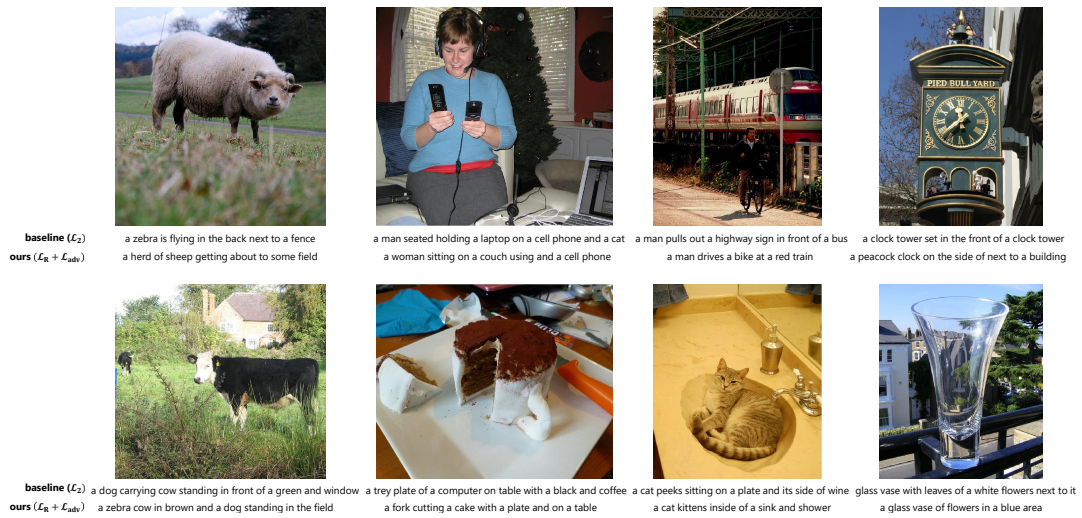 PIED BULL YARD
baseline (ℒ₂) a zebra is flying in the back next to a fence a man seated holding a laptop on a cell phone and a cat a man pulls out a highway sign in front of a bus a clock tower set in the front of a clock tower
ours (ℒ_R + ℒ_adv) a herd of sheep getting about to some field a woman sitting on a couch using and a cell phone a man drives a bike at a red train a peacock clock on the side of next to a building
baseline (ℒ₂) a dog carrying cow standing in front of a green and window a trey plate of a computer on table with a black and coffee a cat peeks sitting on a plate and its side of wine glass vase with leaves of a white flowers next to it
ours (ℒ_R + ℒ_adv) a zebra cow in brown and a dog standing in the field a fork cutting a cake with a plate and on a table a cat kittens inside of a sink and shower a glass vase of flowers in a blue area